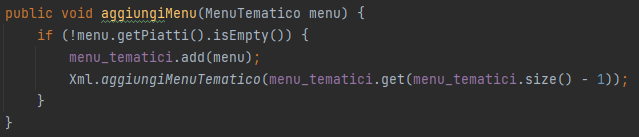 public void aggiungiMenu(MenuTematico menu) {
    if (!menu.getPiatti().isEmpty()) {
        menu_tematici.add(menu);
        Xml.aggiungiMenuTematico(menu_tematici.get(menu_tematici.size() - 1));
    }
}